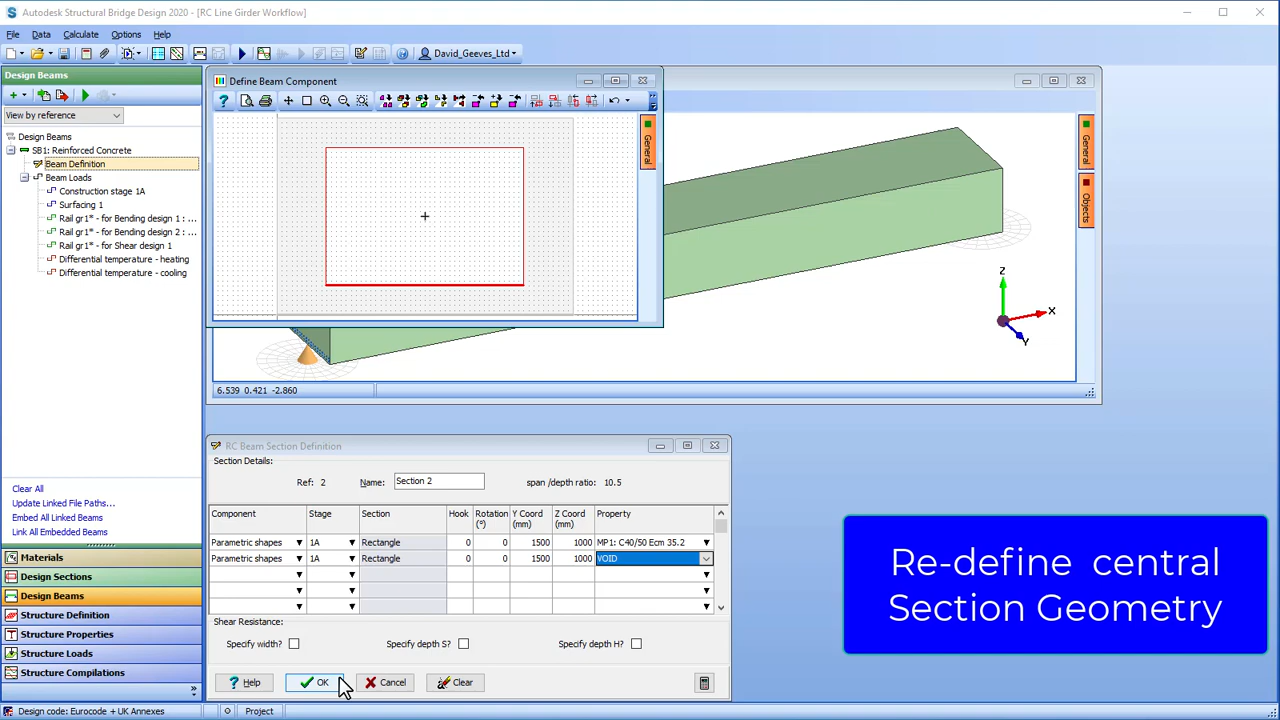 Autodesk Structural Bridge Design 2020 - [RC Line Girder Workflow]
File Data Calculate Options Help
David_Geeves_Ltd
Design Beams
View by reference
Design Beams
SB1: Reinforced Concrete
Beam Definition
Beam Loads
Construction stage 1A
Surfacing 1
Rail gr1* - for Bending design 1 : ...
Rail gr1* - for Bending design 2 : ...
Rail gr1* - for Shear design 1
Differential temperature - heating
Differential temperature - cooling
Clear All
Update Linked File Paths...
Embed All Linked Beams
Link All Embedded Beams
Materials
Design Sections
Design Beams
Structure Definition
Structure Properties
Structure Loads
Structure Compilations
Design code: Eurocode + UK Annexes
Project
Define Beam Component
General
General
Objects
Z
X
Y
6.539 0.421 -2.860
RC Beam Section Definition
Section Details:
Ref: 2 Name: Section 2 span /depth ratio: 10.5
Component Stage Section Hook Rotation (°) Y Coord (mm) Z Coord (mm) Property
Parametric shapes 1A Rectangle 0 0 1500 1000 MP1: C40/50 Ecm 35.2
Parametric shapes 1A Rectangle 0 0 1500 1000 VOID
Shear Resistance:
Specify width? Specify depth S? Specify depth H?
Help OK Cancel Clear
Re-define central
Section Geometry